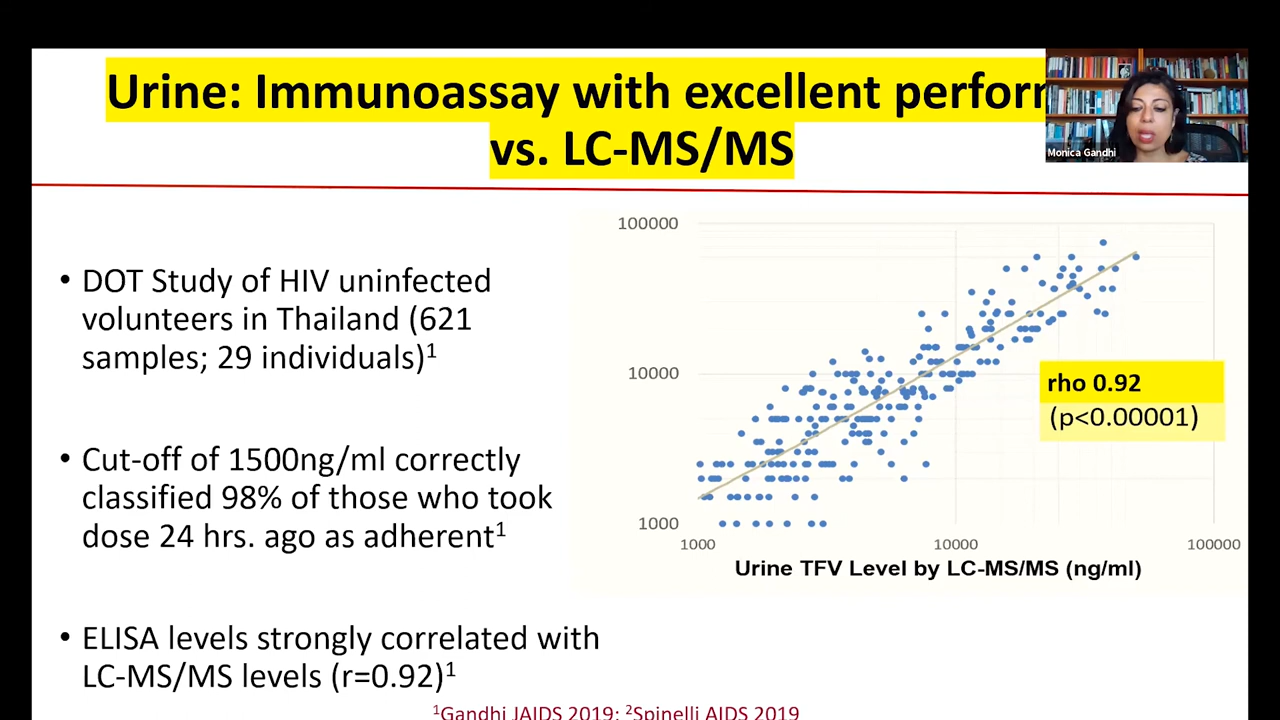 Urine: Immunoassay with excellent perfor
vs. LC-MS/MS
Monica Gandhi
• DOT Study of HIV uninfected
volunteers in Thailand (621
samples; 29 individuals)¹
• Cut-off of 1500ng/ml correctly
classified 98% of those who took
dose 24 hrs. ago as adherent¹
• ELISA levels strongly correlated with
LC-MS/MS levels (r=0.92)¹
100000
10000
1000
rho 0.92
(p<0.00001)
1000 10000 100000
Urine TFV Level by LC-MS/MS (ng/ml)
¹Gandhi JAIDS 2019; ²Spinelli AIDS 2019